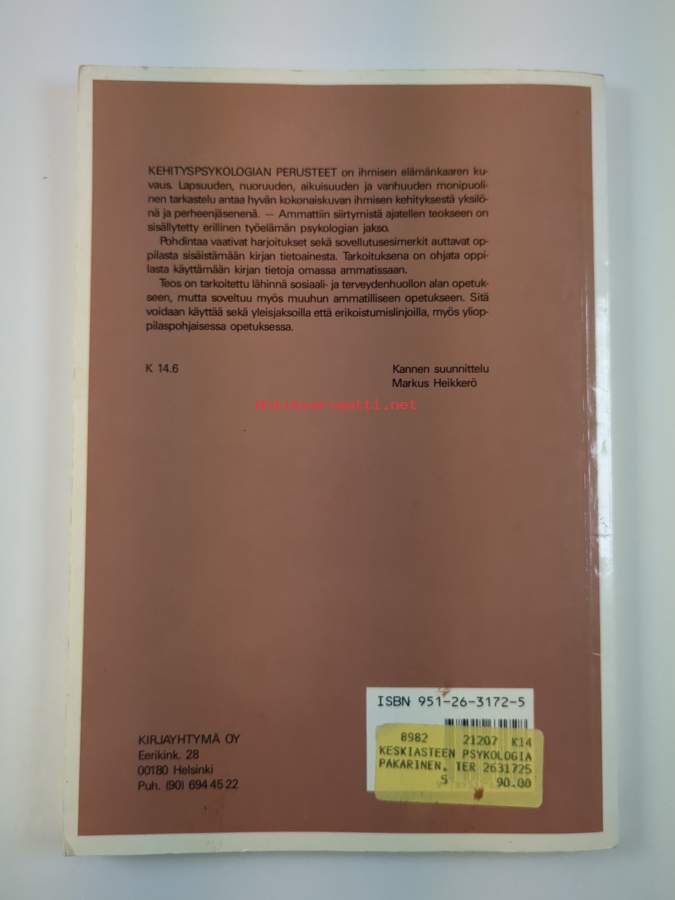 KEHITYSPSYKOLOGIAN PERUSTEET on ihmisen elämänkaaren ku-
vaus. Lapsuuden, nuoruuden, aikuisuuden ja vanhuuden monipuoli-
nen tarkastelu antaa hyvän kokonaiskuvan ihmisen kehityksestä yksilö-
nä ja perheenjäsenenä. — Ammattiin siirtymistä ajatellen teokseen on
sisällytetty erillinen työelämän psykologian jakso.
Pohdintaa vaativat harjoitukset sekä sovellutusesimerkit auttavat op-
pilasta sisäistämään kirjan tietoainesta. Tarkoituksena on ohjata oppi-
lasta käyttämään kirjan tietoja omassa ammatissaan.
Teos on tarkoitettu lähinnä sosiaali- ja terveydenhuollon alan opetuk-
seen, mutta soveltuu myös muuhun ammatilliseen opetukseen. Sitä
voidaan käyttää sekä yleisjaksoilla että erikoistumislinjoilla, myös yliop-
pilaspohjaisessa opetuksessa.
K 14.6
Kannen suunnittelu
Markus Heikkerö
Antikvariaatti.net
ISBN 951-26-3172-5
8982 21207 K14
KESKIASTEEN PSYKOLOGIA
PAKARINEN, TER 2631725
5 90.00
KIRJAYHTYMÄ OY
Eerikink. 28
00180 Helsinki
Puh. (90) 694 45 22